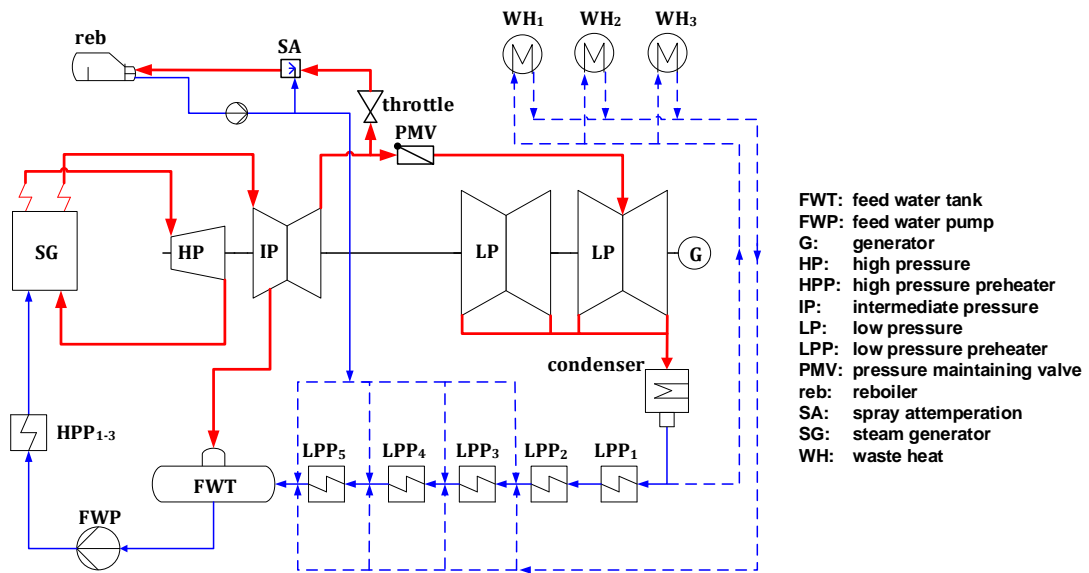 WH1 WH2 WH3
reb
SA
throttle
PMV
SG
HP
IP
LP
LP
G
condenser
HPP1-3
LPP5 LPP4 LPP3 LPP2 LPP1
FWT
FWP
FWT: feed water tank
FWP: feed water pump
G: generator
HP: high pressure
HPP: high pressure preheater
IP: intermediate pressure
LP: low pressure
LPP: low pressure preheater
PMV: pressure maintaining valve
reb: reboiler
SA: spray attemperation
SG: steam generator
WH: waste heat